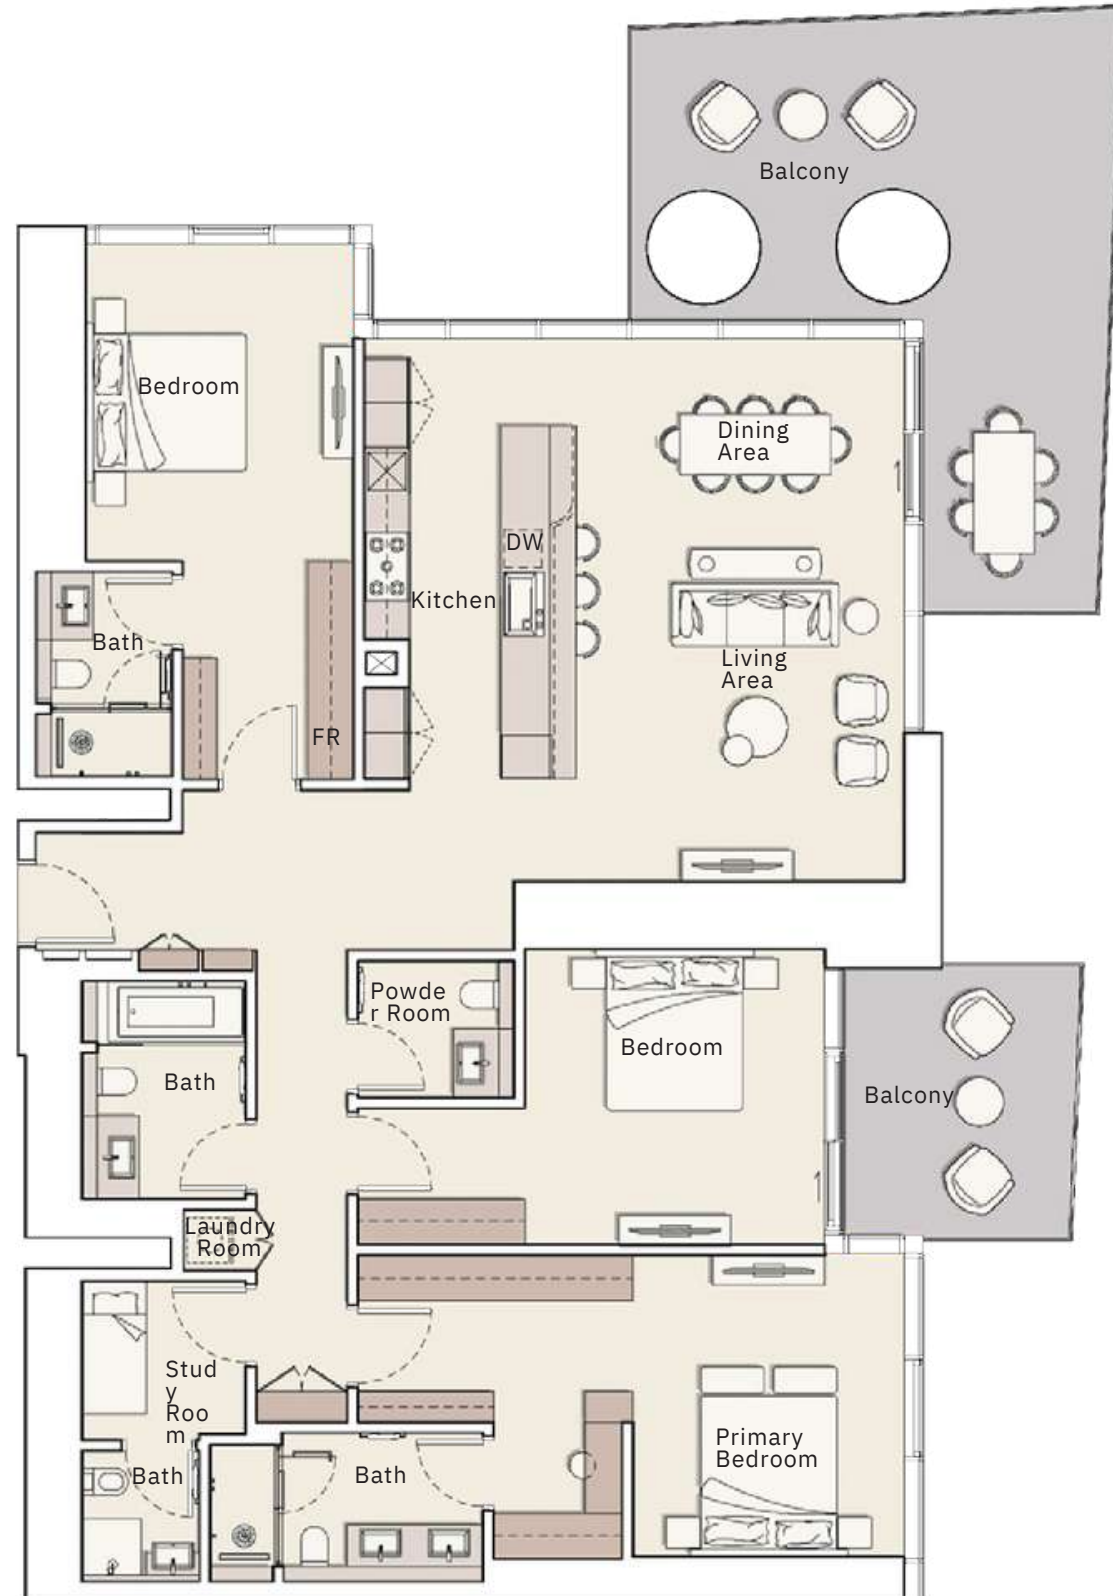 Balcony
Bedroom
Dining
Area
DW
Kitchen
Bath
Living
Area
FR
Powde
r Room
Bedroom
Bath
Balcony
Laundry
Room
Stud
y
Roo
m
Primary
Bedroom
Bath
Bath